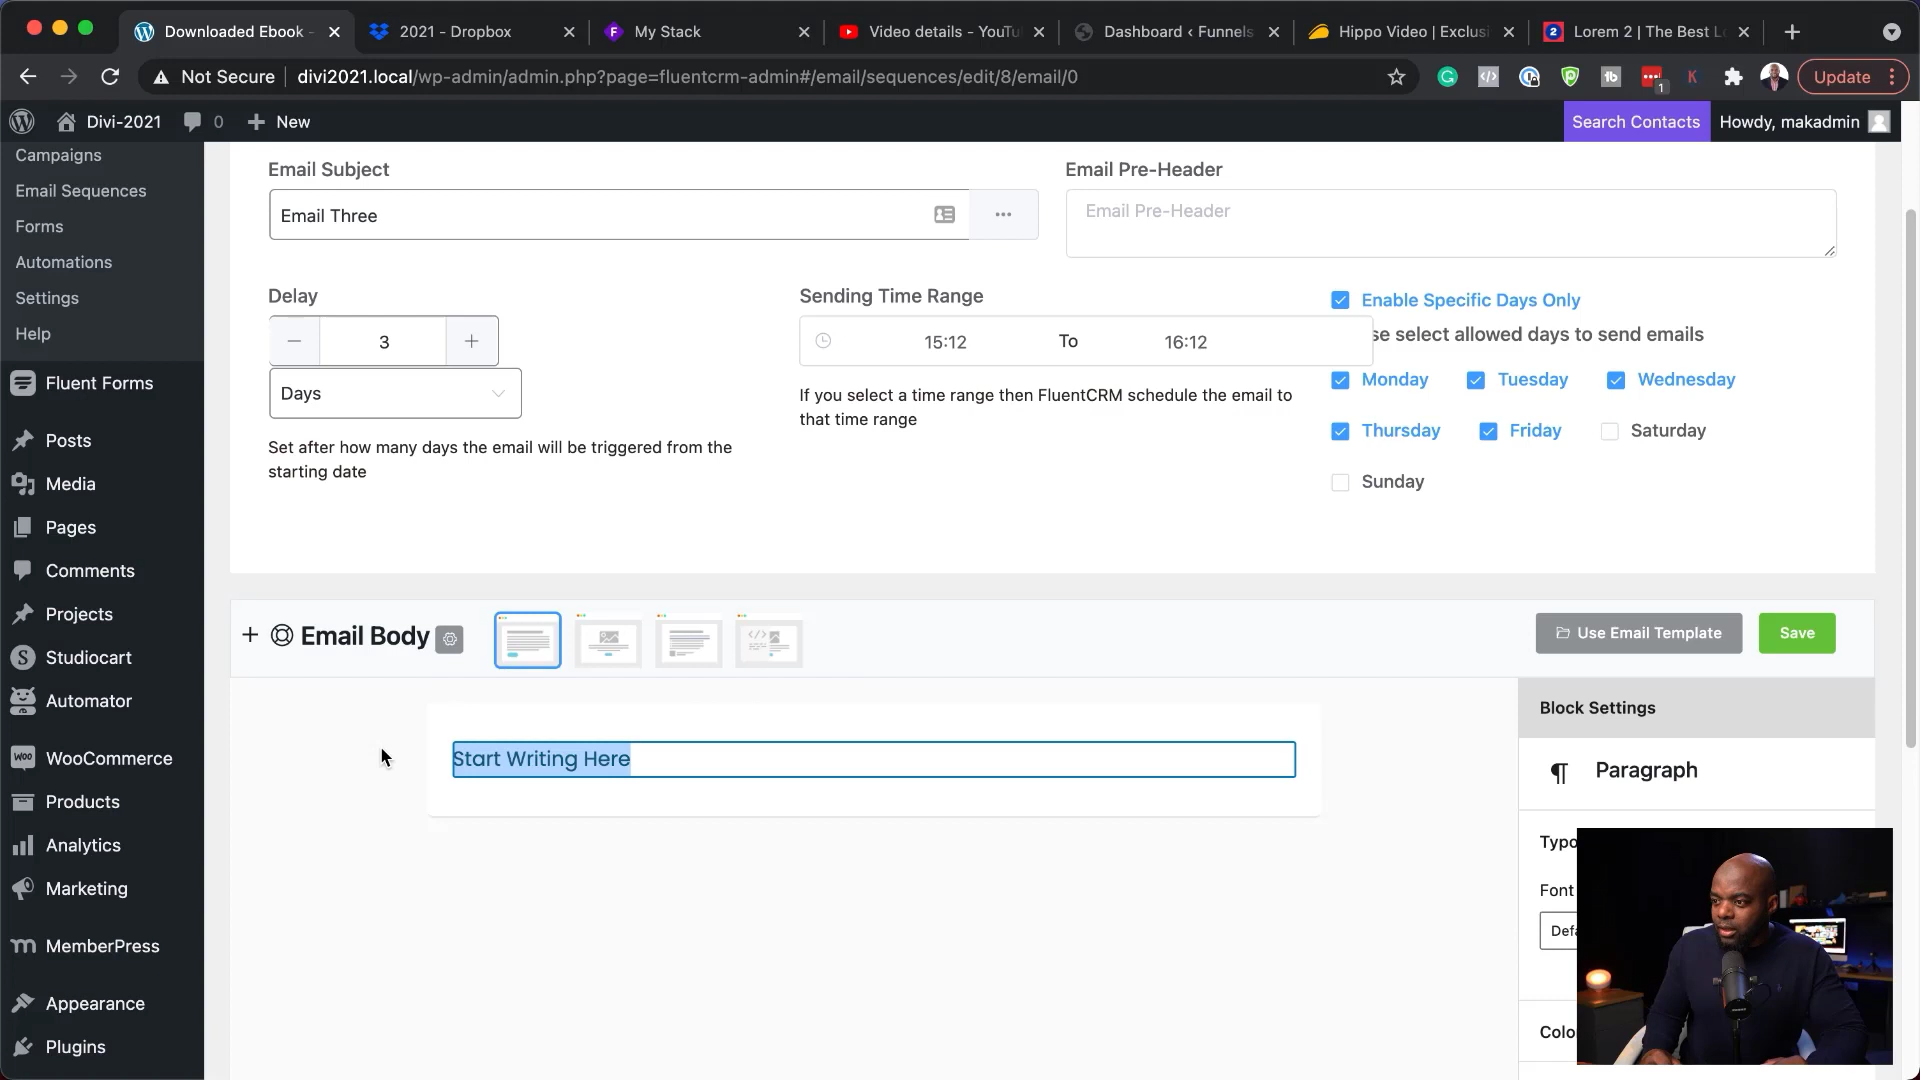 Downloaded Ebook -
2021 - Dropbox
My Stack
Video details - YouTu
Dashboard ‹ Funnels
Hippo Video | Exclusi
Lorem 2 | The Best L
Not Secure
divi2021.local/wp-admin/admin.php?page=fluentcrm-admin#/email/sequences/edit/8/email/0
Update
Divi-2021
0
New
Search Contacts
Howdy, makadmin
Campaigns
Email Sequences
Forms
Automations
Settings
Help
Fluent Forms
Posts
Media
Pages
Comments
Projects
Studiocart
Automator
WooCommerce
Products
Analytics
Marketing
MemberPress
Appearance
Plugins
Email Subject
Email Three
Email Pre-Header
Email Pre-Header
Delay
3
Days
Set after how many days the email will be triggered from the
starting date
Sending Time Range
15:12 To 16:12
If you select a time range then FluentCRM schedule the email to
that time range
Enable Specific Days Only
se select allowed days to send emails
Monday Tuesday Wednesday
Thursday Friday Saturday
Sunday
Email Body
Use Email Template
Save
Start Writing Here
Block Settings
Paragraph
Typo
Font
Defa
Colo